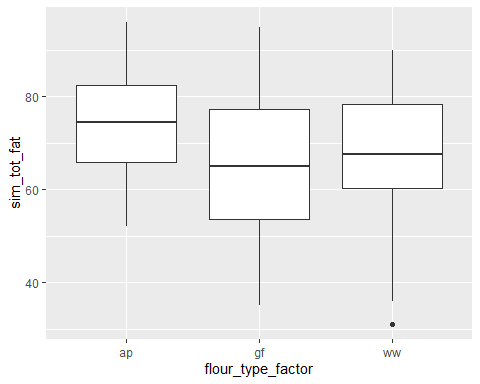 sim_tot_fat
80
60
40
ap gf ww
flour_type_factor